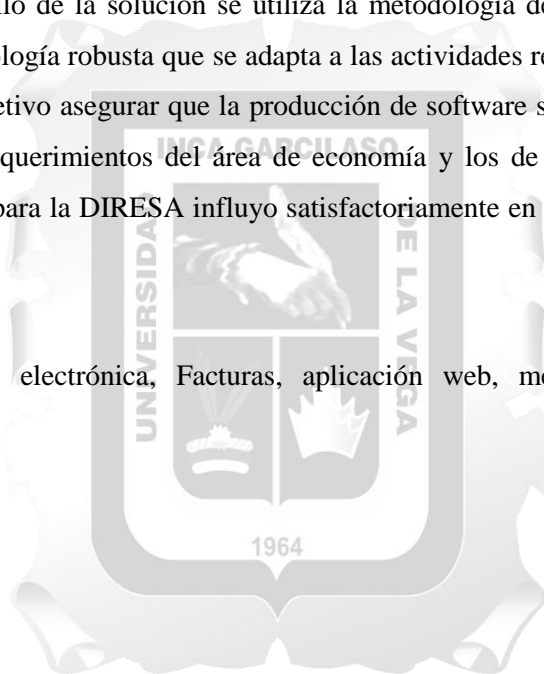 llo de la solución se utiliza la metodología de
ología robusta que se adapta a las actividades re
etivo asegurar que la producción de software s
querimientos del área de economía y los de
para la DIRESA influyo satisfactoriamente en
electrónica, Facturas, aplicación web, me
UNIVERSIDAD
INCA GARCILASO
DE LA VEGA
1964